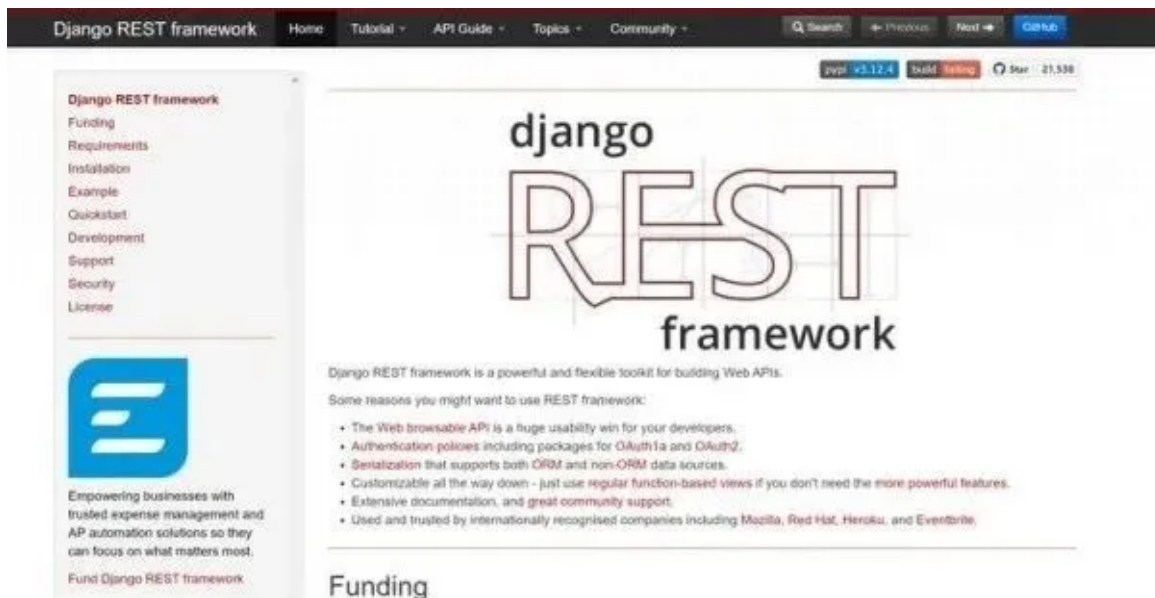 Django REST framework Home Tutorial API Guide Topics Community Search Previous Next GitHub
pypi v3.12.4 build failing Star 21,538
Django REST framework
Funding
Requirements
Installation
Example
Quickstart
Development
Support
Security
License
Empowering businesses with
trusted expense management and
AP automation solutions so they
can focus on what matters most.
Fund Django REST framework
django
REST
framework
Django REST framework is a powerful and flexible toolkit for building Web APIs.
Some reasons you might want to use REST framework:
• The Web browsable API is a huge usability win for your developers.
• Authentication policies including packages for OAuth1a and OAuth2.
• Serialization that supports both ORM and non-ORM data sources.
• Customizable all the way down - just use regular function-based views if you don't need the more powerful features.
• Extensive documentation, and great community support.
• Used and trusted by internationally recognised companies including Mozilla, Red Hat, Heroku, and Eventbrite.
Funding